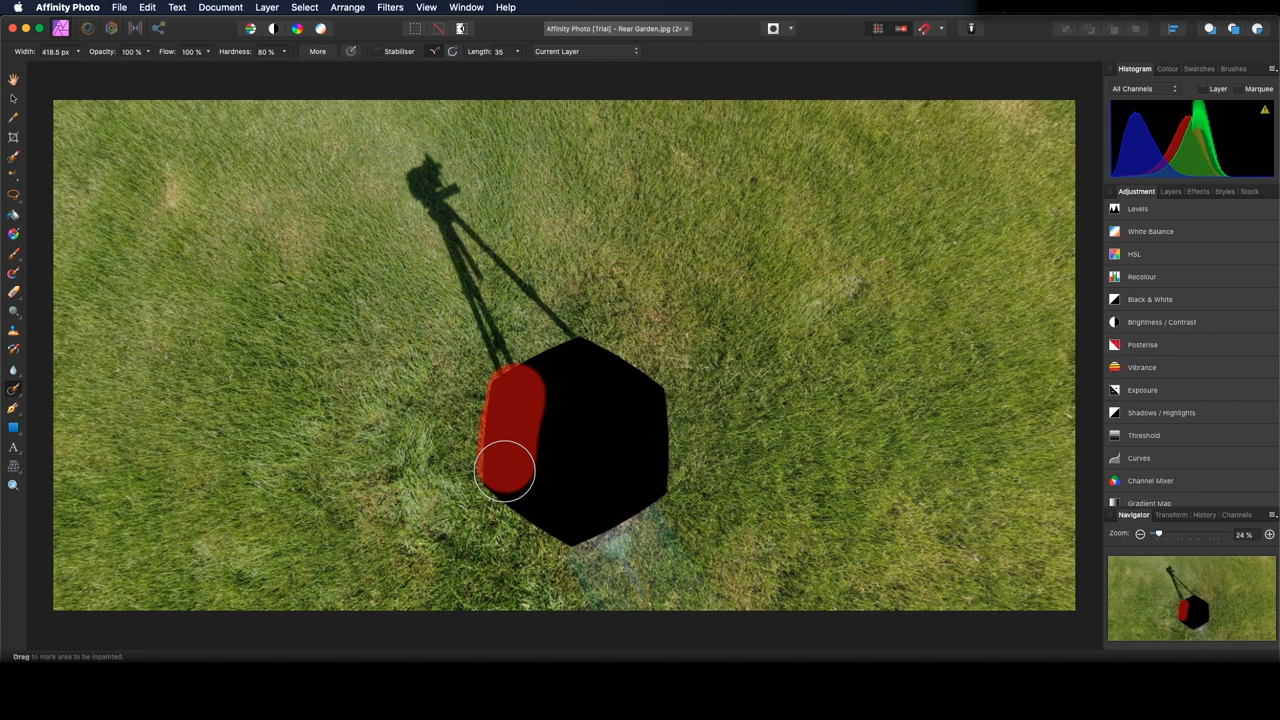 Affinity Photo File Edit Text Document Layer Select Arrange Filters View Window Help
Affinity Photo [Trial] - Rear Garden.jpg (24
Width: 418.5 px Opacity: 100 % Flow: 100 % Hardness: 80 % More Stabiliser Length: 35 Current Layer
Histogram Colour Swatches Brushes
All Channels Layer Marquee
Adjustment Layers Effects Styles Stock
Levels
White Balance
HSL
Recolour
Black & White
Brightness / Contrast
Posterise
Vibrance
Exposure
Shadows / Highlights
Threshold
Curves
Channel Mixer
Gradient Map
Navigator Transform History Channels
Zoom: 24 %
Drag to mark area to be inpainted.